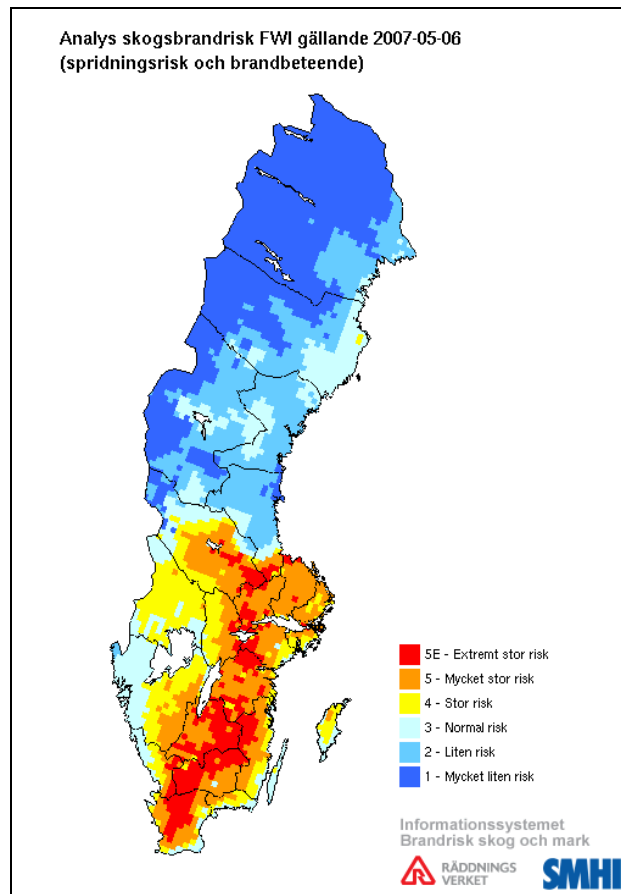 Analys skogsbrandrisk FWI gällande 2007-05-06
(spridningsrisk och brandbeteende)
5E - Extremt stor risk
5 - Mycket stor risk
4 - Stor risk
3 - Normal risk
2 - Liten risk
1 - Mycket liten risk
Informationssystemet
Brandrisk skog och mark
RÄDDNINGS
VERKET
SMHI